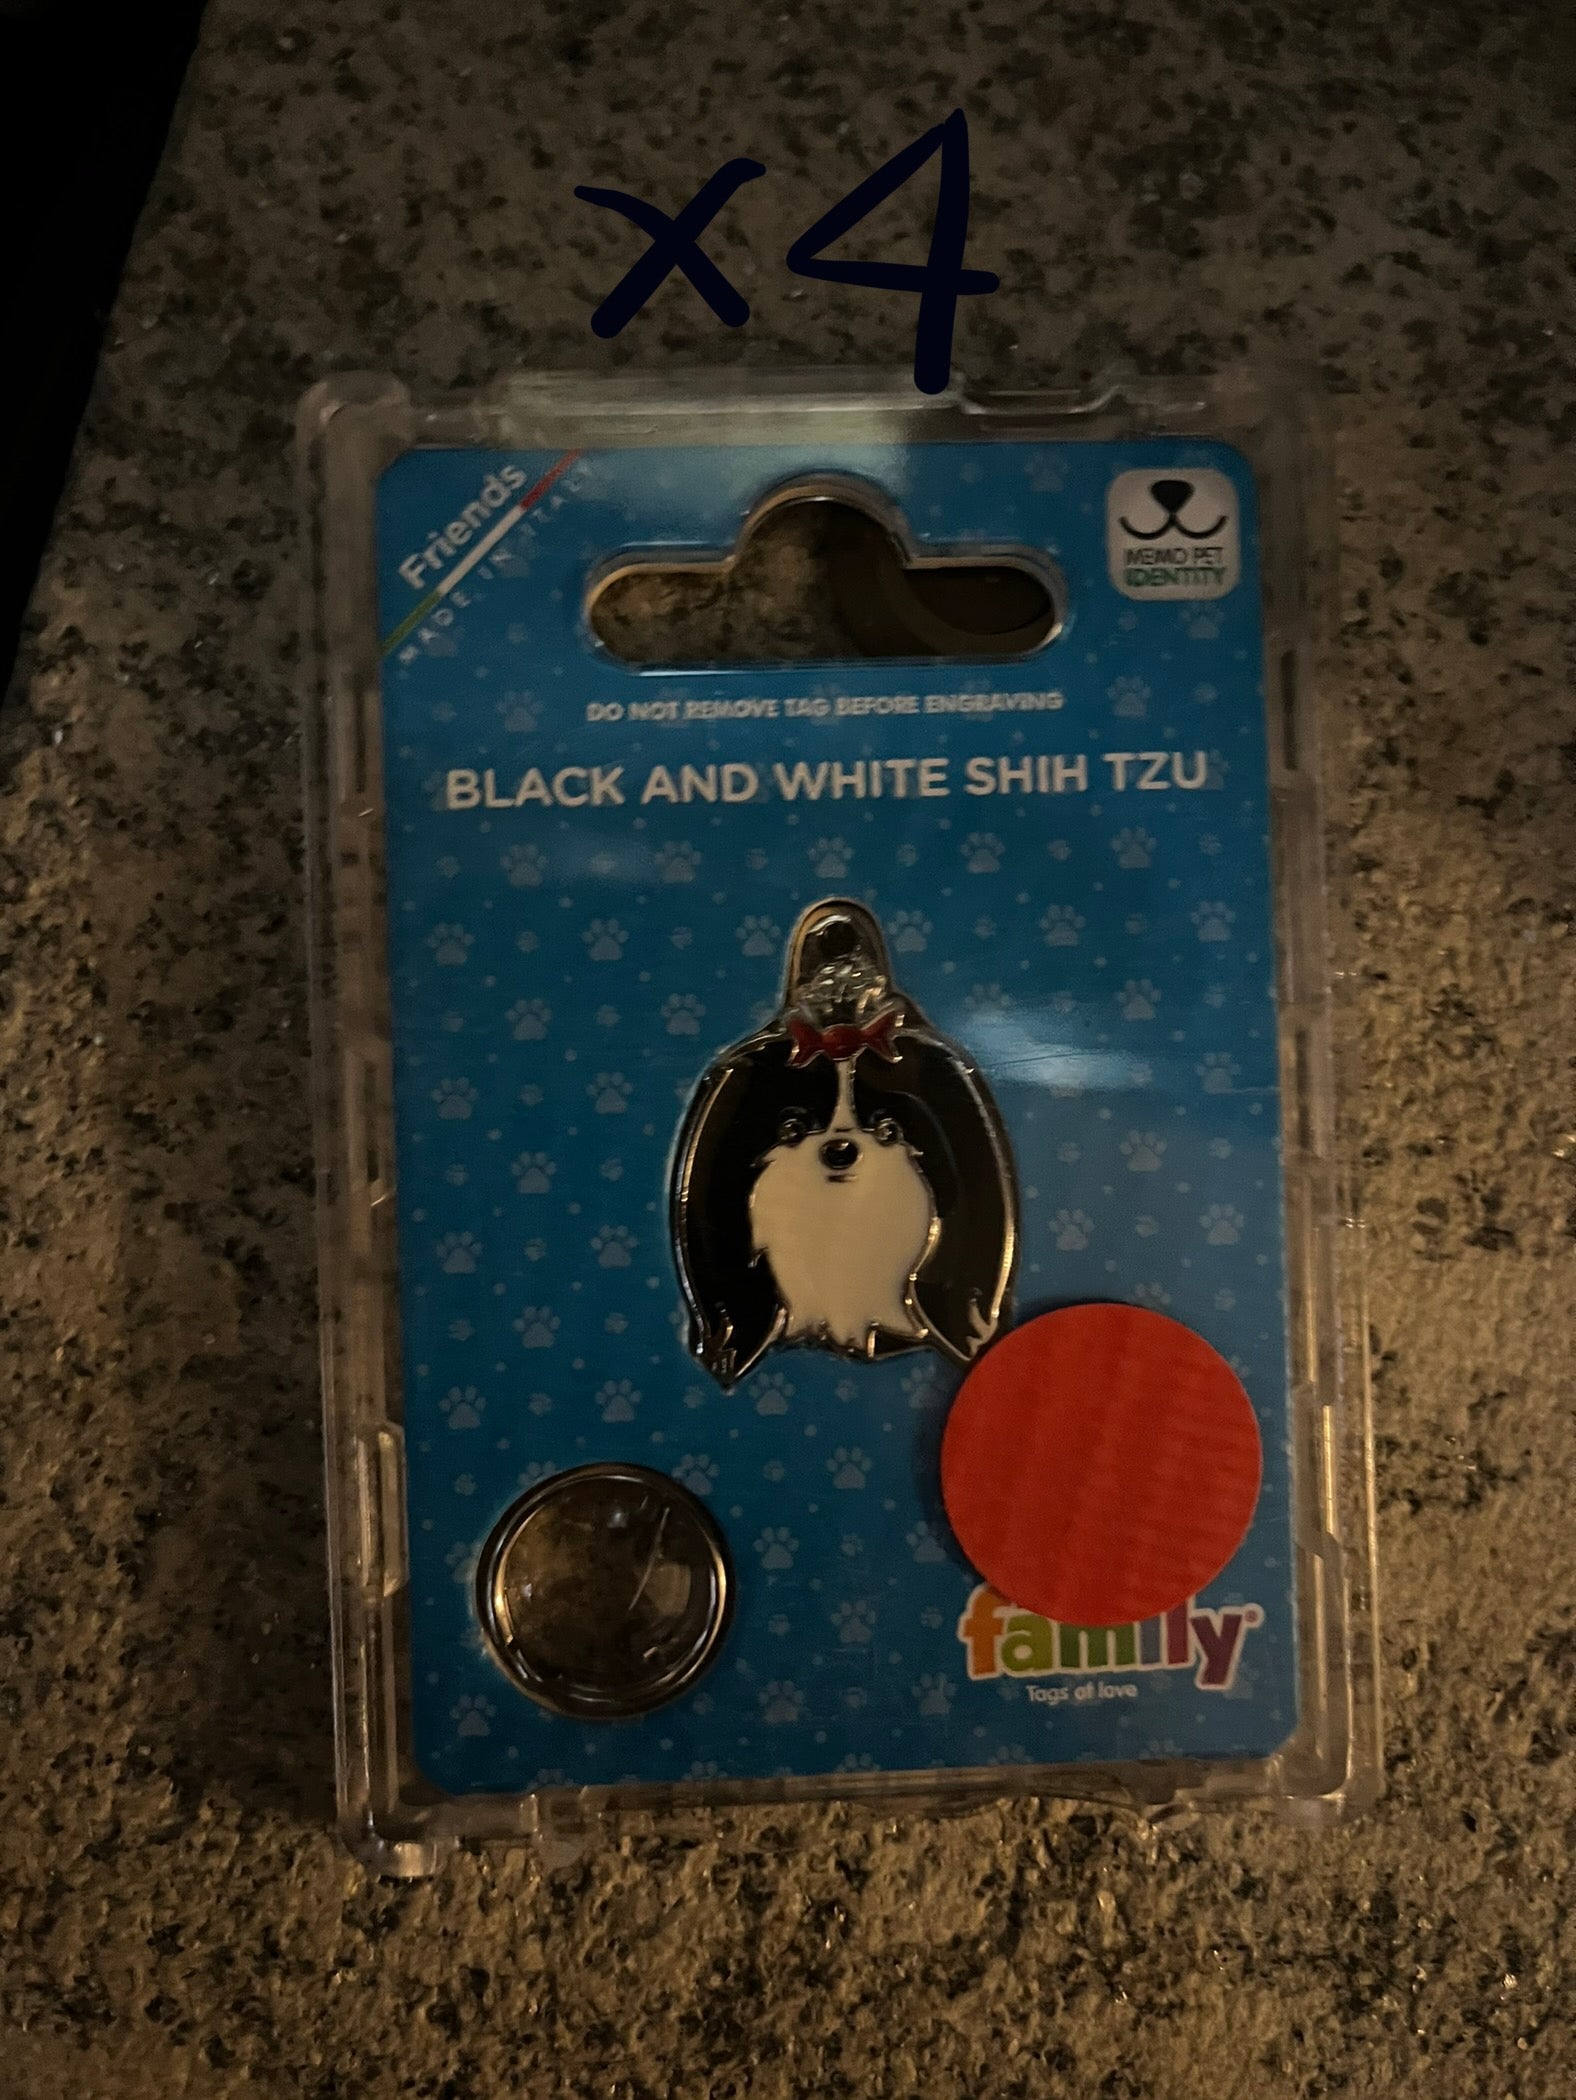 x4
Friends
MADE IN ITALY
MEMO PET
IDENTITY
DO NOT REMOVE TAG BEFORE ENGRAVING
BLACK AND WHITE SHIH TZU
family®
Tags of love